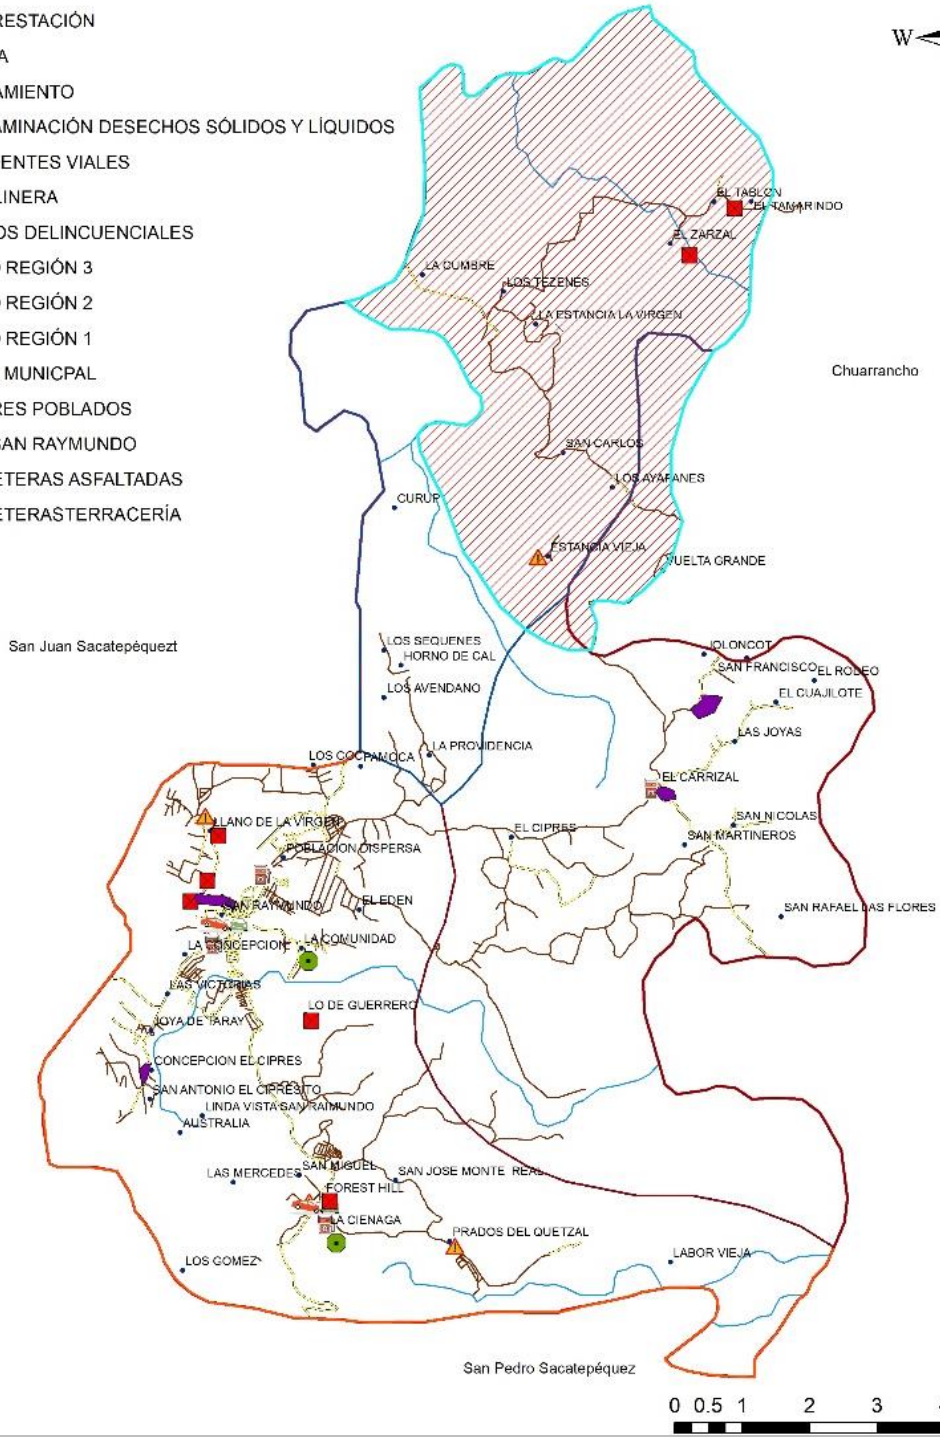 RESTACIÓN
A
AMIENTO
AMINACIÓN DESECHOS SÓLIDOS Y LÍQUIDOS
DENTES VIALES
LINERA
OS DELINCUENCIALES
REGIÓN 3
REGIÓN 2
REGIÓN 1
MUNICPAL
RES POBLADOS
SAN RAYMUNDO
ETERAS ASFALTADAS
ETERASTERRACERÍA
W
EL TABLON
EL TAMARINDO
EL ZARZAL
LA CUMBRE
LOS TEZENES
LA ESTANCIA LA VIRGEN
Chuarrancho
SAN CARLOS
LOS AYAPANES
CURUP
ESTANCIA VIEJA
VUELTA GRANDE
San Juan Sacatepéquezt
LOS SEQUENES
HORNO DE CAL
LOS AVENDANO
JOLONCOT
SAN FRANCISCO
EL RODEO
EL GUAJILOTE
LAS JOYAS
LA PROVIDENCIA
PAMOCA
EL CARRIZAL
SAN NICOLAS
SAN MARTINEROS
LLANO DE LA VIRGEN
EL CIPRES
POBLACION DISPERSA
SAN RAYMUNDO
EL EDEN
SAN RAFAEL LAS FLORES
LA CONCEPCION
LA COMUNIDAD
LAS VICTORIAS
LO DE GUERRERO
JOYA DE TARAY
CONCEPCION EL CIPRES
SAN ANTONIO EL CIPRESITO
LINDA VISTA SAN RAIMUNDO
AUSTRALIA
LAS MERCEDES
SAN MIGUEL
SAN JOSE MONTE REAL
FOREST HILL
LA CIENAGA
PRADOS DEL QUETZAL
LOS GOMEZ
LABOR VIEJA
San Pedro Sacatepéquez
0 0.5 1 2 3